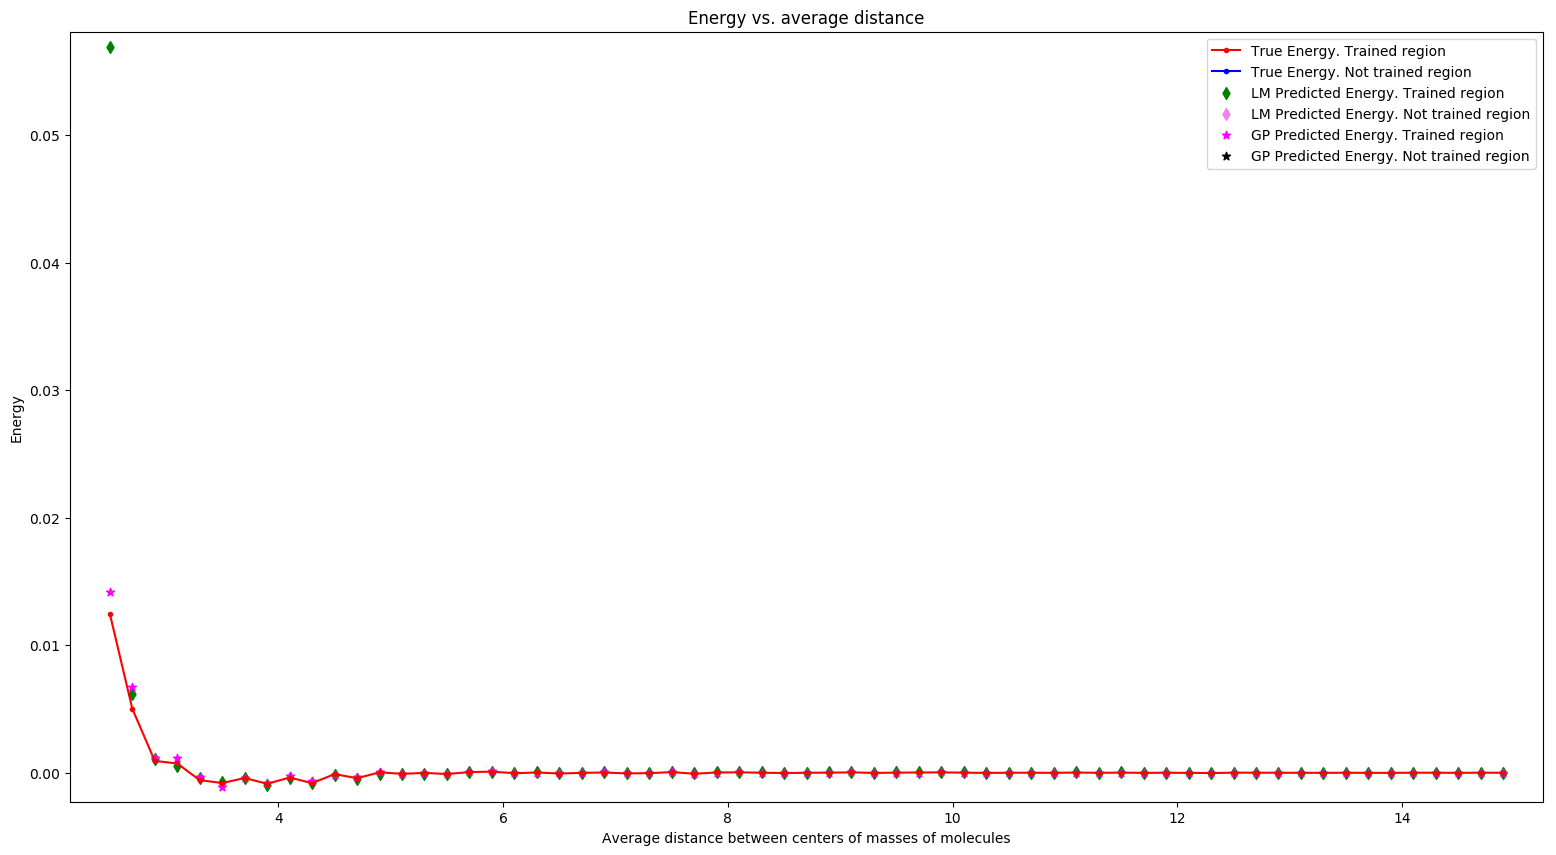 Energy vs. average distance
True Energy. Trained region
True Energy. Not trained region
LM Predicted Energy. Trained region
LM Predicted Energy. Not trained region
GP Predicted Energy. Trained region
GP Predicted Energy. Not trained region
0.05
0.04
0.03
0.02
0.01
0.00
Energy
4 6 8 10 12 14
Average distance between centers of masses of molecules